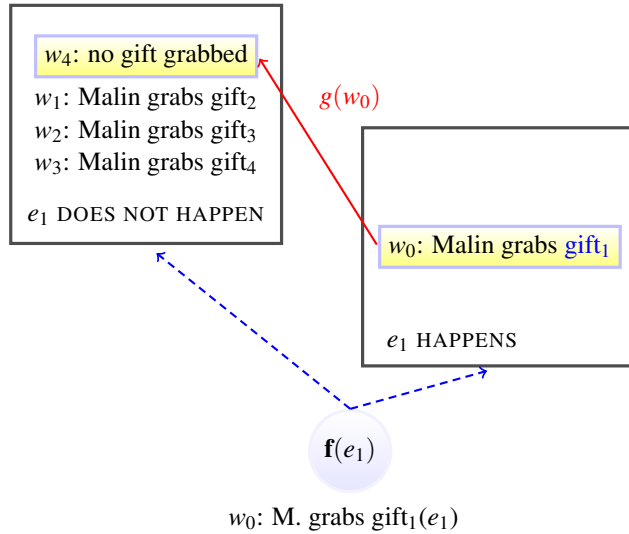 w₄: no gift grabbed
w₁: Malin grabs gift₂
w₂: Malin grabs gift₃
w₃: Malin grabs gift₄
e₁ DOES NOT HAPPEN
g(w₀)
w₀: Malin grabs gift₁
e₁ HAPPENS
f(e₁)
w₀: M. grabs gift₁(e₁)